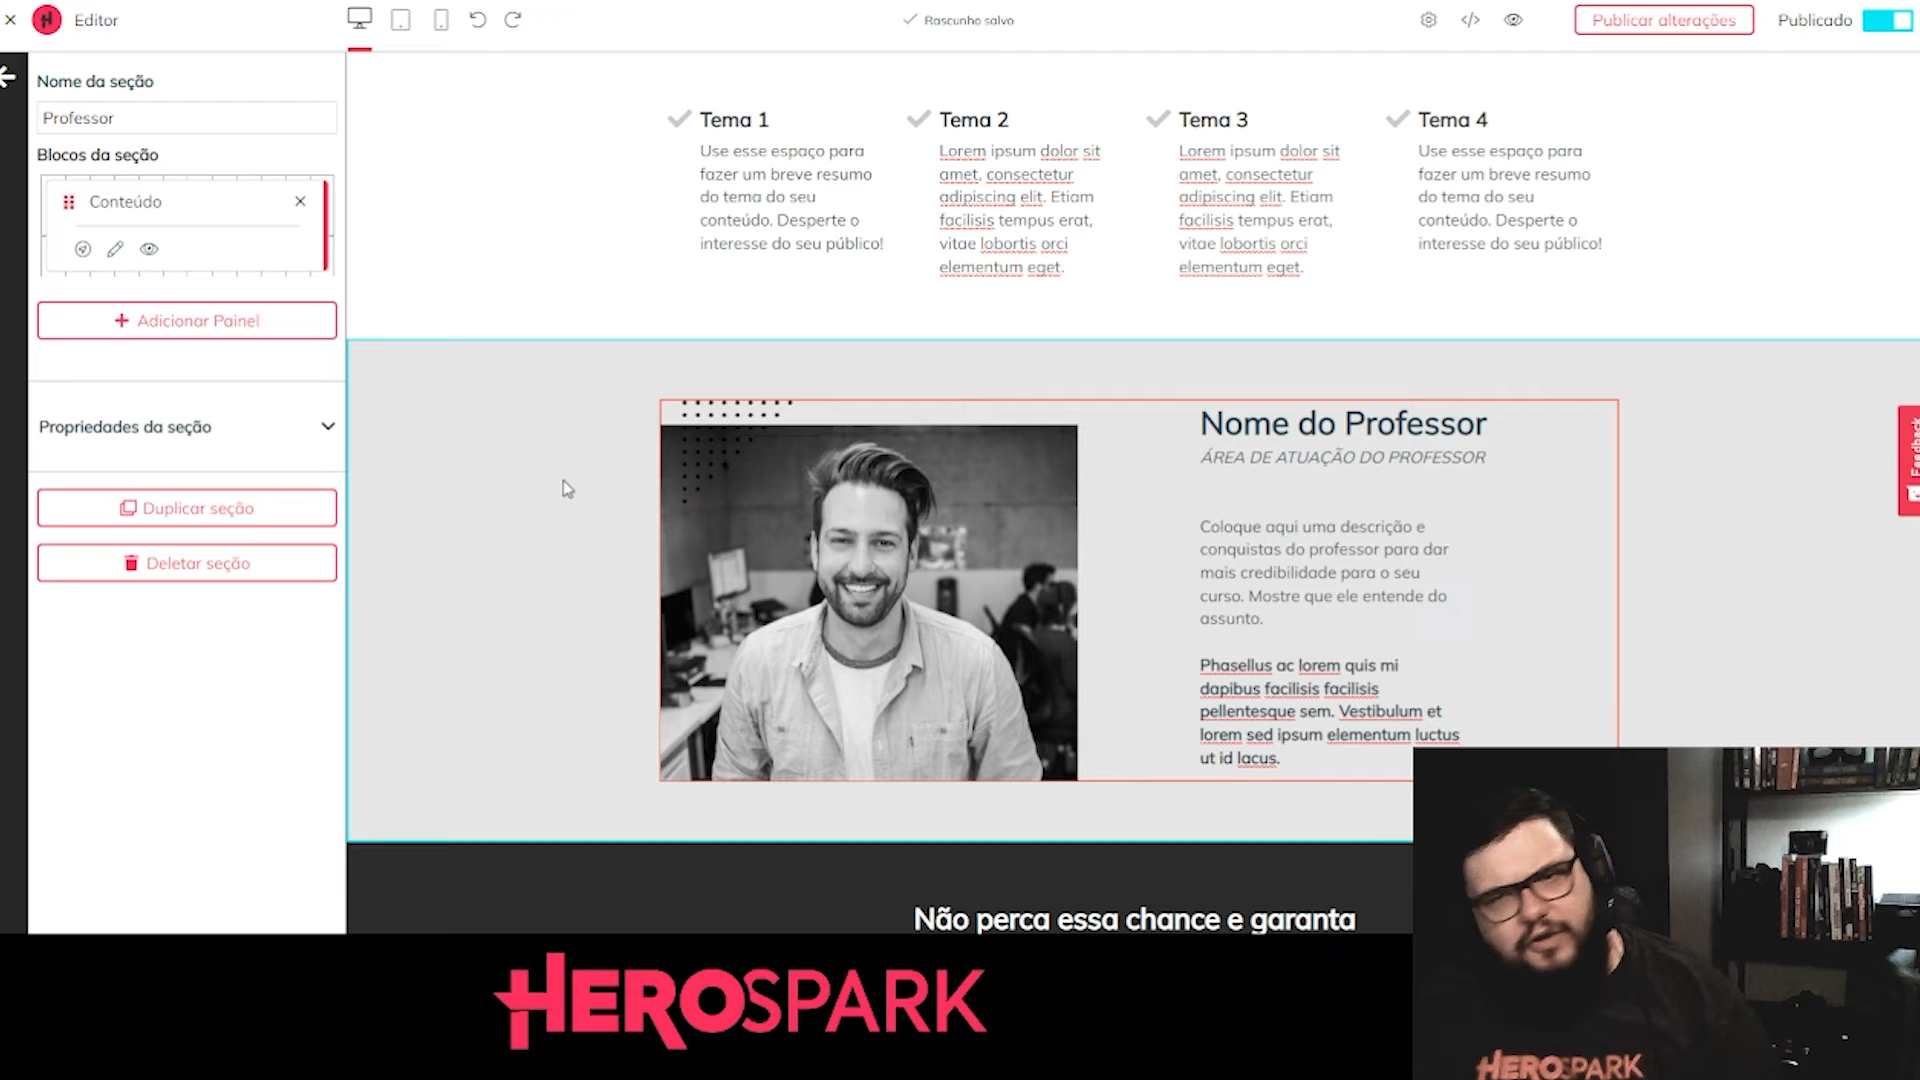 Editor
Rascunho salvo
Publicar alterações
Publicado
Nome da seção
Professor
Blocos da seção
Conteúdo
Adicionar Painel
Propriedades da seção
Duplicar seção
Deletar seção
Tema 1
Use esse espaço para
fazer um breve resumo
do tema do seu
conteúdo. Desperte o
interesse do seu público!
Tema 2
Lorem ipsum dolor sit
amet, consectetur
adipiscing elit. Etiam
facilisis tempus erat,
vitae lobortis orci
elementum eget.
Tema 3
Lorem ipsum dolor sit
amet, consectetur
adipiscing elit. Etiam
facilisis tempus erat,
vitae lobortis orci
elementum eget.
Tema 4
Use esse espaço para
fazer um breve resumo
do tema do seu
conteúdo. Desperte o
interesse do seu público!
Nome do Professor
ÁREA DE ATUAÇÃO DO PROFESSOR
Coloque aqui uma descrição e
conquistas do professor para dar
mais credibilidade para o seu
curso. Mostre que ele entende do
assunto.
Phasellus ac lorem quis mi
dapibus facilisis facilisis
pellentesque sem. Vestibulum et
lorem sed ipsum elementum luctus
ut id lacus.
Feedback
Não perca essa chance e garanta
HEROSPARK
HEROSPARK